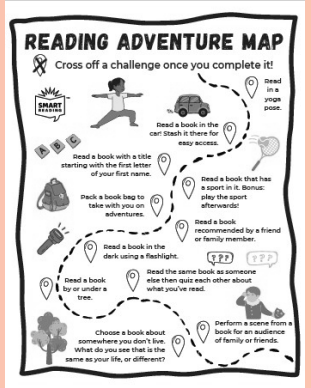 READING ADVENTURE MAP
Cross off a challenge once you complete it!
Read
in a
yoga
pose.
SMART
READING
Read a book in the
car! Stash it there for
easy access.
A B C
Read a book with a title
starting with the first letter
of your first name.
Read a book that has
a sport in it. Bonus:
play the sport
afterwards!
Pack a book bag to
take with you on
adventures.
Read a book
recommended by a friend
or family member.
Read a book in the
dark using a flashlight.
???
???
Read the same book as someone
else then quiz each other about
what you've read.
Read a book
by or under a
tree.
Perform a scene from a
book for an audience
of family or friends.
Choose a book about
somewhere you don't live.
What do you see that is the
same as your life, or different?